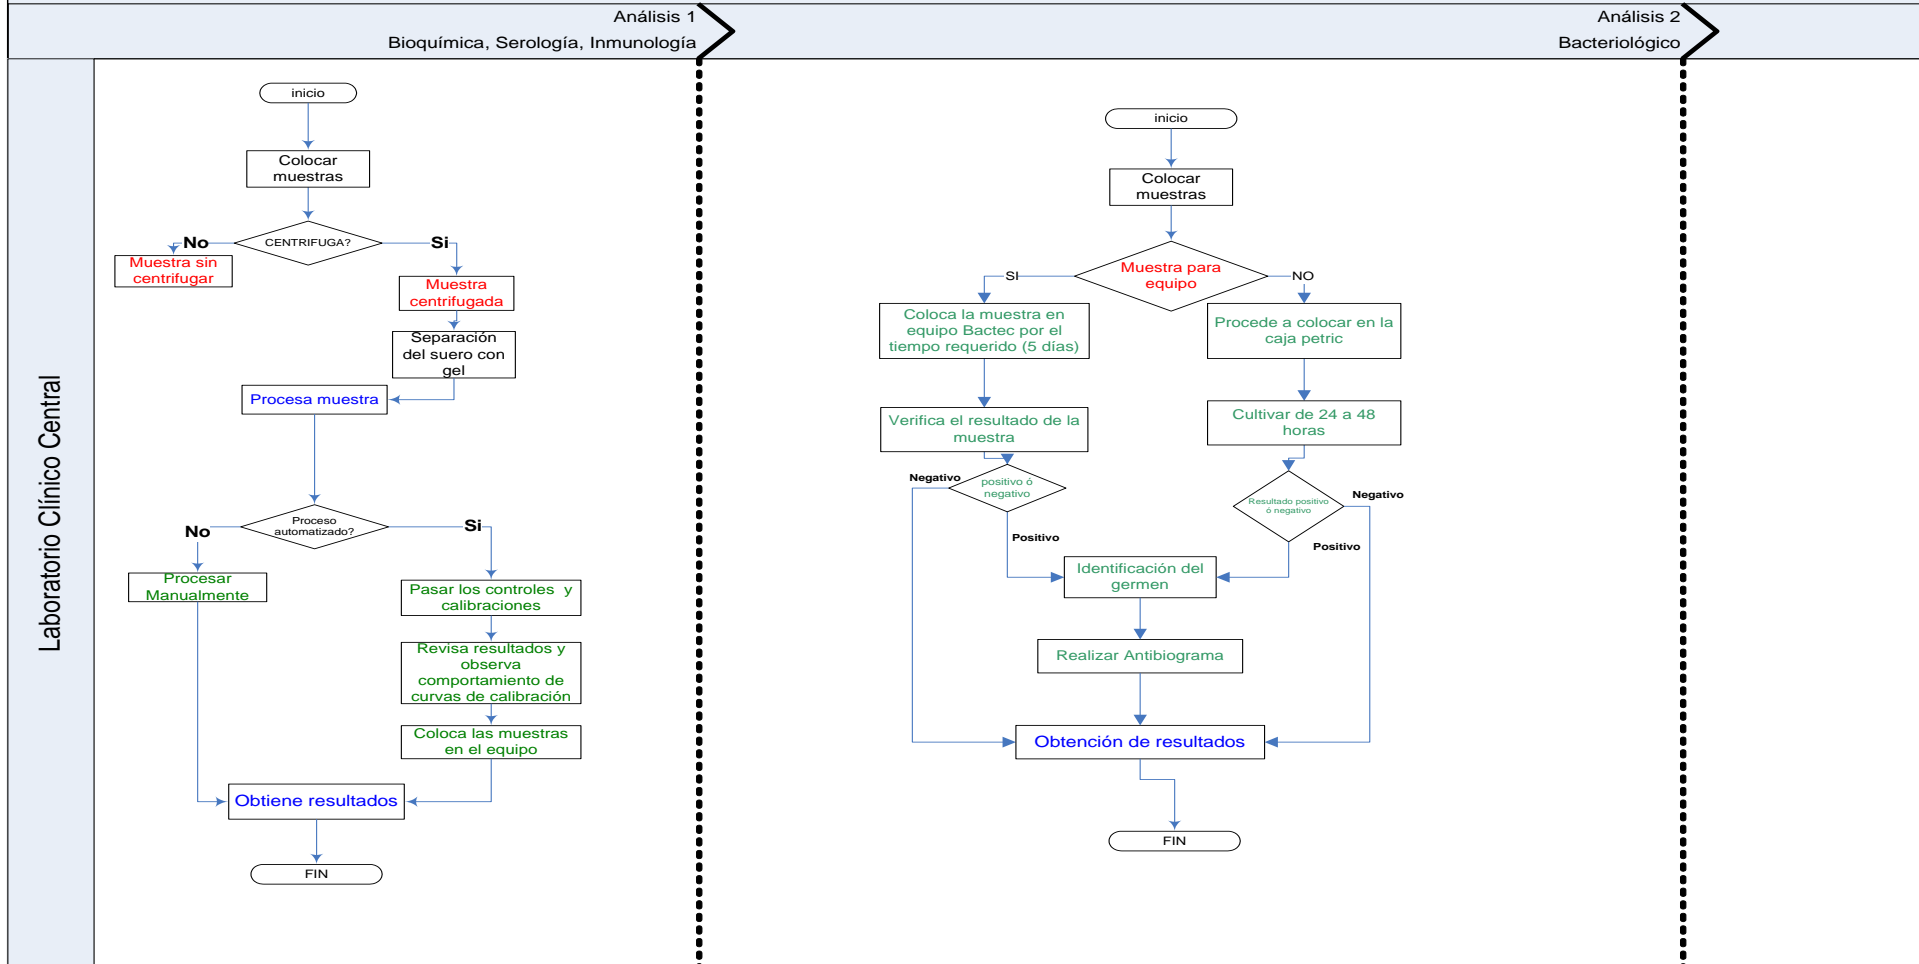 Análisis 1
Bioquímica, Serología, Inmunología
Análisis 2
Bacteriológico
Laboratorio Clínico Central
inicio
Colocar
muestras
CENTRIFUGA?
No
Si
Muestra sin
centrifugar
Muestra
centrifugada
Separación
del suero con
gel
Procesa muestra
Proceso
automatizado?
No
Si
Procesar
Manualmente
Pasar los controles y
calibraciones
Revisa resultados y
observa
comportamiento de
curvas de calibración
Coloca las muestras
en el equipo
Obtiene resultados
FIN
inicio
Colocar
muestras
Muestra para
equipo
SI
NO
Coloca la muestra en
equipo Bactec por el
tiempo requerido (5 días)
Procede a colocar en la
caja petric
Verifica el resultado de la
muestra
Cultivar de 24 a 48
horas
Negativo
positivo ó
negativo
Positivo
Resultado positivo
ó negativo
Negativo
Positivo
Identificación del
germen
Realizar Antibiograma
Obtención de resultados
FIN